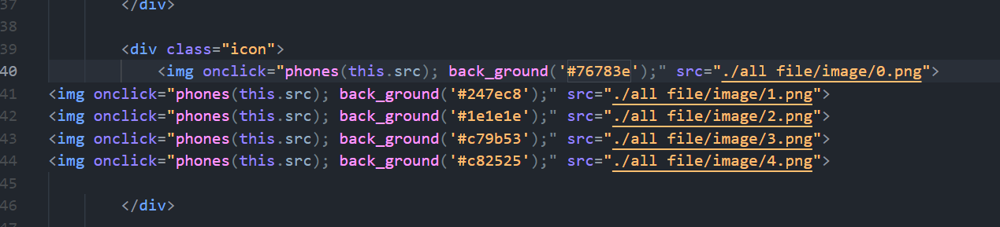 37 </div>
38
39 <div class="icon">
40 <img onclick="phones(this.src); back_ground('#76783e');" src="./all file/image/0.png">
41 <img onclick="phones(this.src); back_ground('#247ec8');" src="./all file/image/1.png">
42 <img onclick="phones(this.src); back_ground('#1e1e1e');" src="./all file/image/2.png">
43 <img onclick="phones(this.src); back_ground('#c79b53');" src="./all file/image/3.png">
44 <img onclick="phones(this.src); back_ground('#c82525');" src="./all file/image/4.png">
45
46 </div>
47